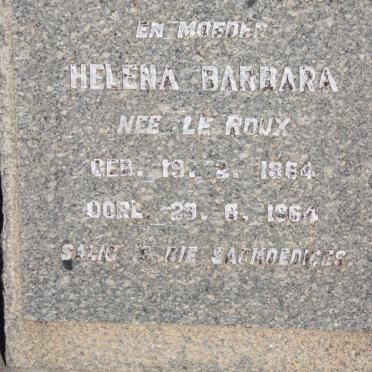 EN MOEDER
HELENA BARBARA
NEE LE ROUX
GEB. 19. 2. 1864
OORL. 29. 6. 1964
SALIG IS DIE SAGMOEDIGES